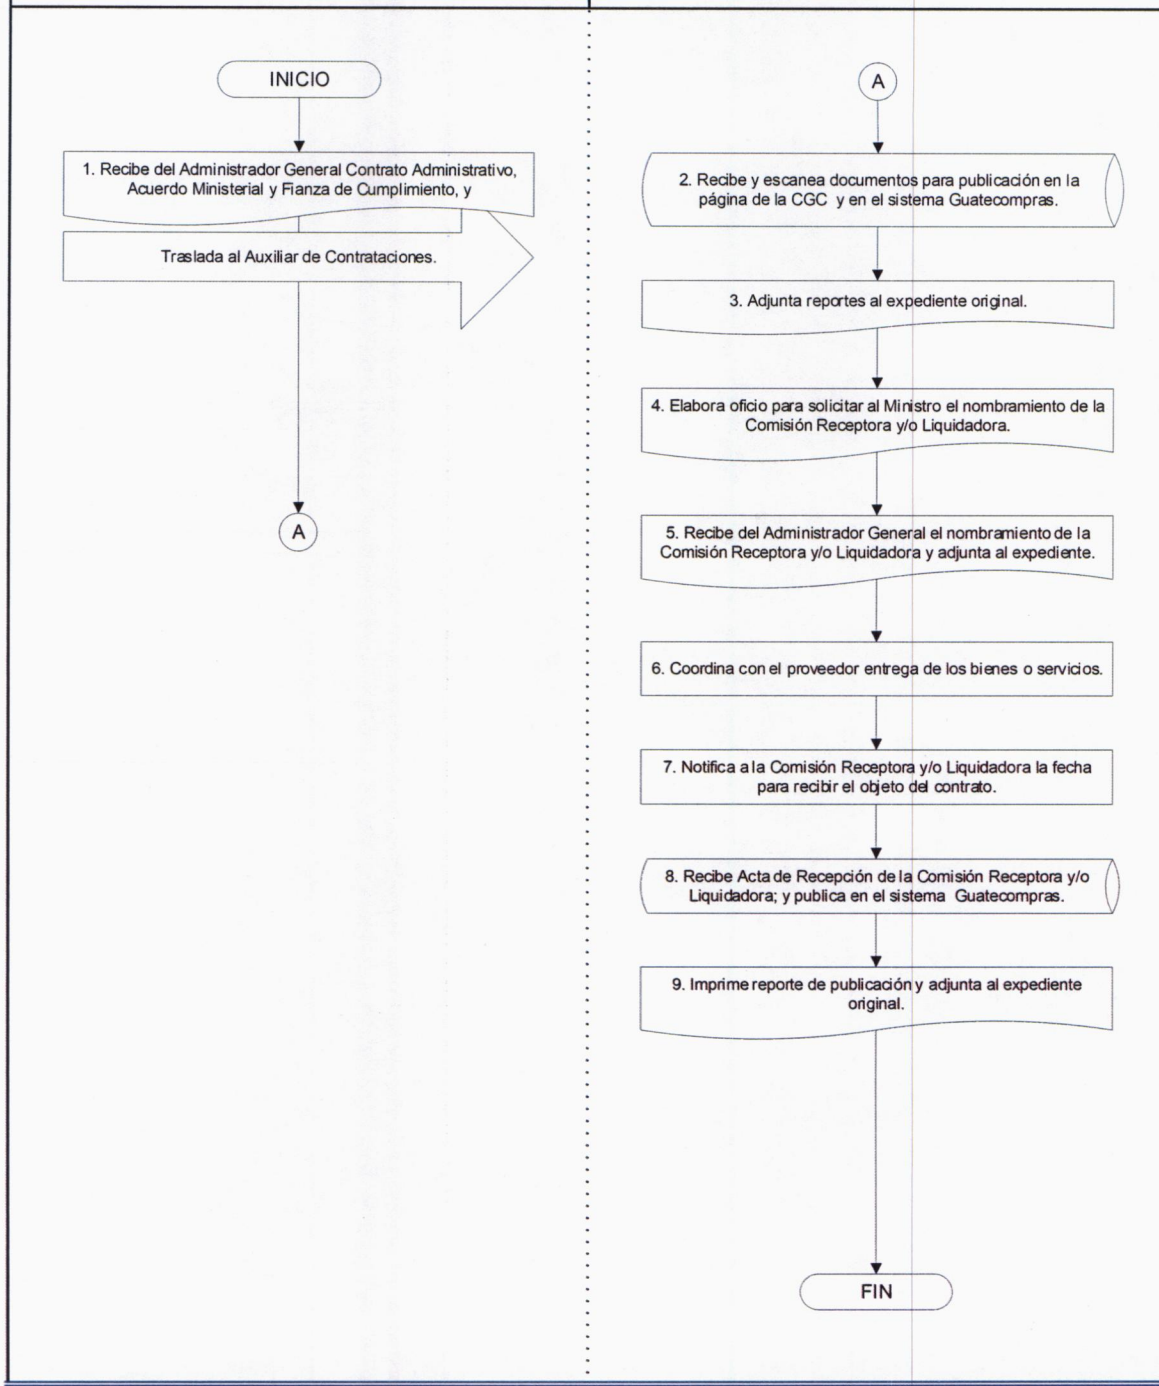 INICIO
1. Recibe del Administrador General Contrato Administrativo,
Acuerdo Ministerial y Fianza de Cumplimiento, y
Traslada al Auxiliar de Contrataciones.
A
A
2. Recibe y escanea documentos para publicación en la
página de la CGC y en el sistema Guatecompras.
3. Adjunta reportes al expediente original.
4. Elabora oficio para solicitar al Ministro el nombramiento de la
Comisión Receptora y/o Liquidadora.
5. Recibe del Administrador General el nombramiento de la
Comisión Receptora y/o Liquidadora y adjunta al expediente.
6. Coordina con el proveedor entrega de los bienes o servicios.
7. Notifica a la Comisión Receptora y/o Liquidadora la fecha
para recibir el objeto del contrato.
8. Recibe Acta de Recepción de la Comisión Receptora y/o
Liquidadora; y publica en el sistema Guatecompras.
9. Imprime reporte de publicación y adjunta al expediente
original.
FIN